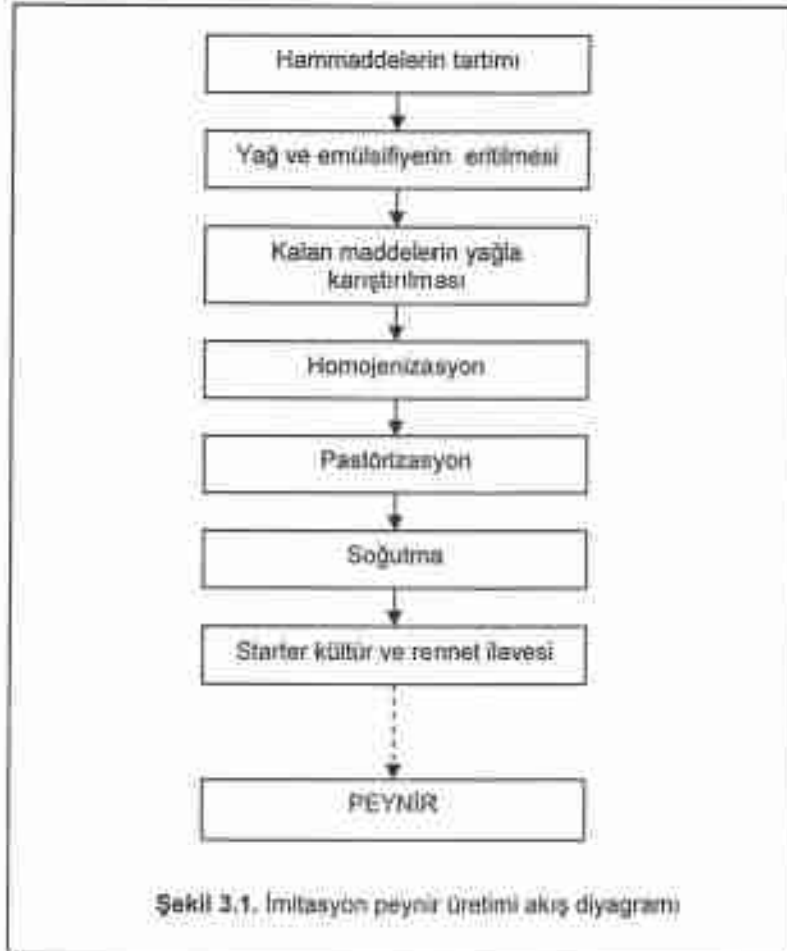 Hammaddelerin tartımı
Yağ ve emülsifiyerin eritilmesi
Kalan maddelerin yağla
karıştırılması
Homojenizasyon
Pastörizasyon
Soğutma
Starter kültür ve rennet ilavesi
PEYNİR
Şekil 3.1. İmitasyon peynir üretimi akış diyagramı